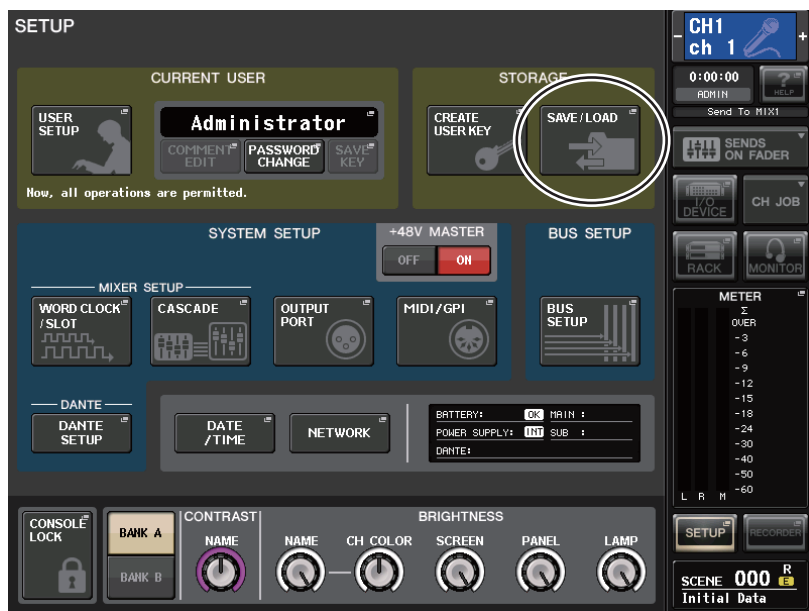 SETUP
CURRENT USER
USER
SETUP
Administrator
COMMENT
EDIT
PASSWORD
CHANGE
SAVE
KEY
Now, all operations are permitted.
STORAGE
CREATE
USER KEY
SAVE/LOAD
SYSTEM SETUP
+48V MASTER
OFF
ON
MIXER SETUP
WORD CLOCK
/SLOT
CASCADE
OUTPUT
PORT
MIDI/GPI
BUS SETUP
BUS
SETUP
DANTE
DANTE
SETUP
DATE
/TIME
NETWORK
BATTERY: OK MAIN :
POWER SUPPLY: INT SUB :
DANTE:
CONSOLE
LOCK
BANK A
BANK B
CONTRAST
NAME
BRIGHTNESS
NAME
CH COLOR
SCREEN
PANEL
LAMP
- CH1 +
ch 1
0:00:00
ADMIN
?
HELP
Send To MIX1
SENDS
ON FADER
I/O
DEVICE
CH JOB
RACK
MONITOR
METER
Σ
OVER
-3
-6
-9
-12
-15
-18
-24
-30
-40
-50
-60
L R M
SETUP
RECORDER
SCENE 000 R
E
Initial Data